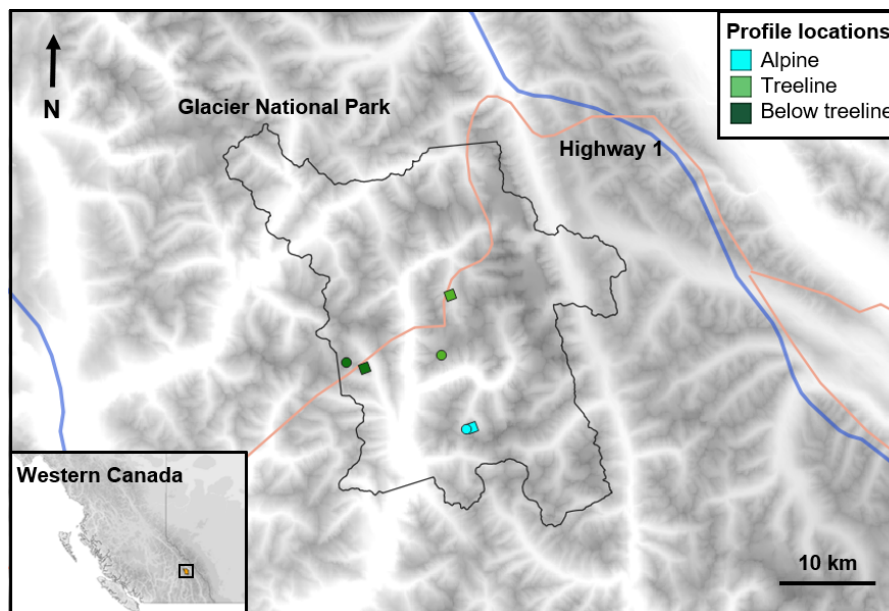 N
Glacier National Park
Highway 1
Profile locations
Alpine
Treeline
Below treeline
Western Canada
10 km